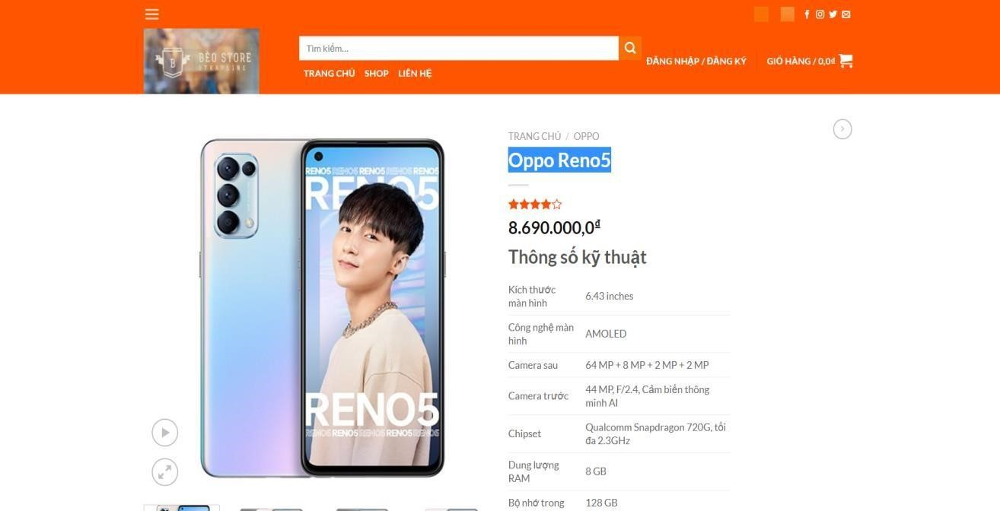 BÈO STORE
STRAPLINE
B
Tìm kiếm...
ĐĂNG NHẬP / ĐĂNG KÝ
GIỎ HÀNG / 0,0₫
TRANG CHỦ SHOP LIÊN HỆ
TRANG CHỦ / OPPO
Oppo Reno5
8.690.000,0₫
Thông số kỹ thuật
Kích thước
màn hình
6.43 inches
Công nghệ màn
hình
AMOLED
Camera sau
64 MP + 8 MP + 2 MP + 2 MP
Camera trước
44 MP, F/2.4, Cảm biến thông
minh AI
Chipset
Qualcomm Snapdragon 720G, tối
đa 2.3GHz
Dung lượng
RAM
8 GB
Bộ nhớ trong
128 GB
RENO5 RENO5 RENO5 RENO5 RENO5
RENO5
RENO5
RENO5 RENO5 RENO5 RENO5 RENO5